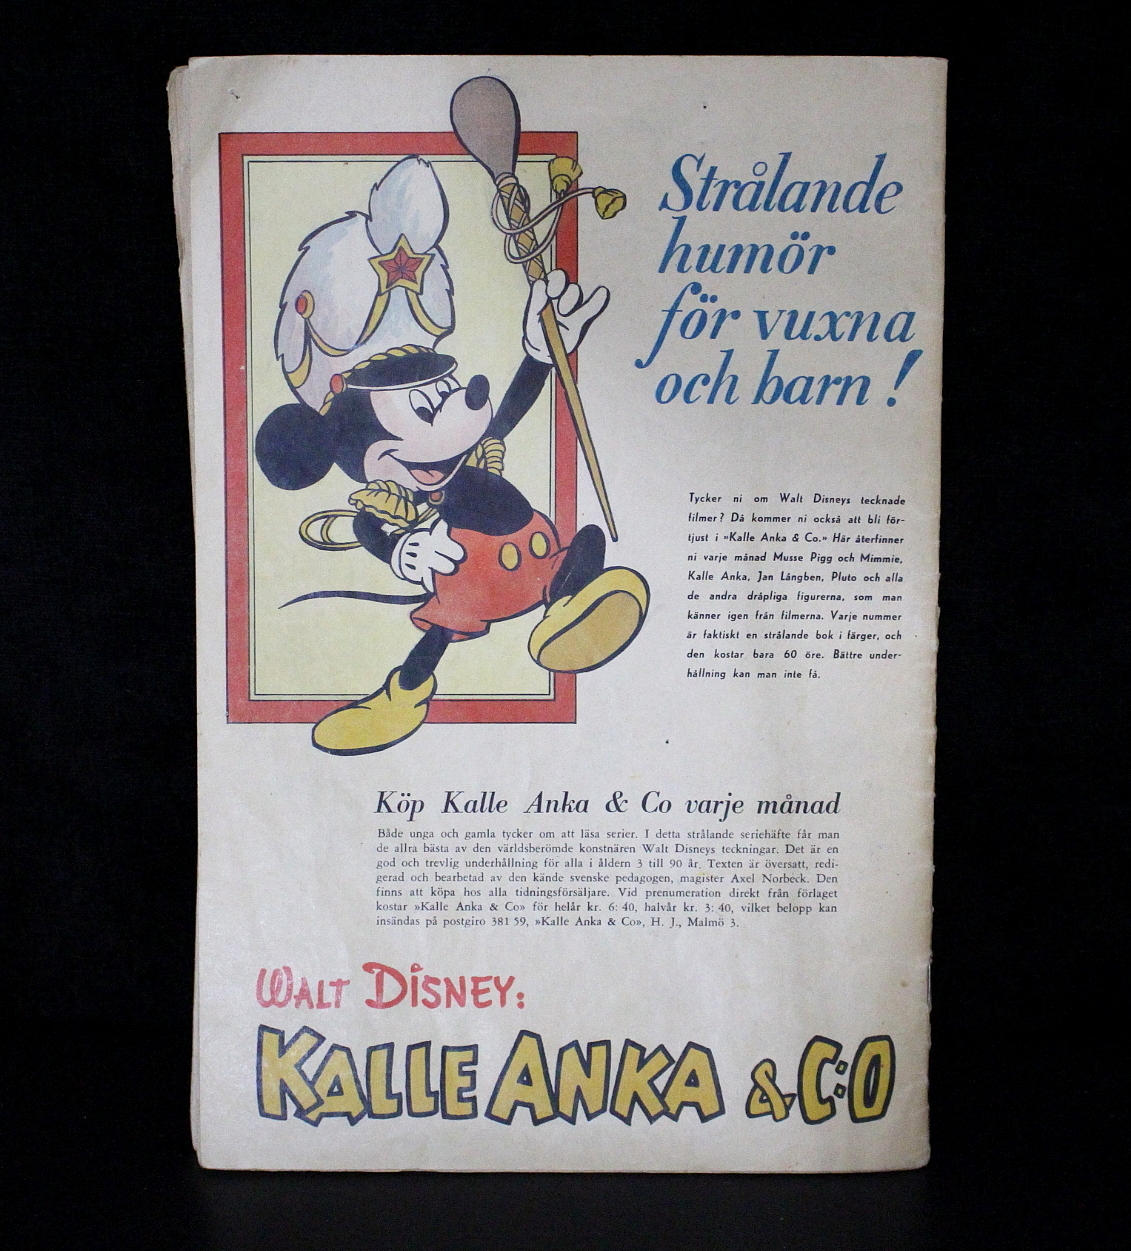 Strålande
humör
för vuxna
och barn !
Tycker ni om Walt Disneys tecknade
filmer? Då kommer ni också att bli för-
tjust i »Kalle Anka & Co.» Här återfinner
ni varje månad Musse Pigg och Mimmie,
Kalle Anka, Jan Långben, Pluto och alla
de andra dråpliga figurerna, som man
känner igen från filmerna. Varje nummer
är faktiskt en strålande bok i färger, och
den kostar bara 60 öre. Bättre under-
hållning kan man inte få.
Köp Kalle Anka & Co varje månad
Både unga och gamla tycker om att läsa serier. I detta strålande seriehäfte får man
de allra bästa av den världsberömde konstnären Walt Disneys teckningar. Det är en
god och trevlig underhållning för alla i åldern 3 till 90 år. Texten är översatt, redi-
gerad och bearbetad av den kände svenske pedagogen, magister Axel Norbeck. Den
finns att köpa hos alla tidningsförsäljare. Vid prenumeration direkt från förlaget
kostar »Kalle Anka & Co» för helår kr. 6: 40, halvår kr. 3: 40, vilket belopp kan
insändas på postgiro 381 59, »Kalle Anka & Co», H. J., Malmö 3.
WALT DISNEY:
KALLE ANKA & C:O